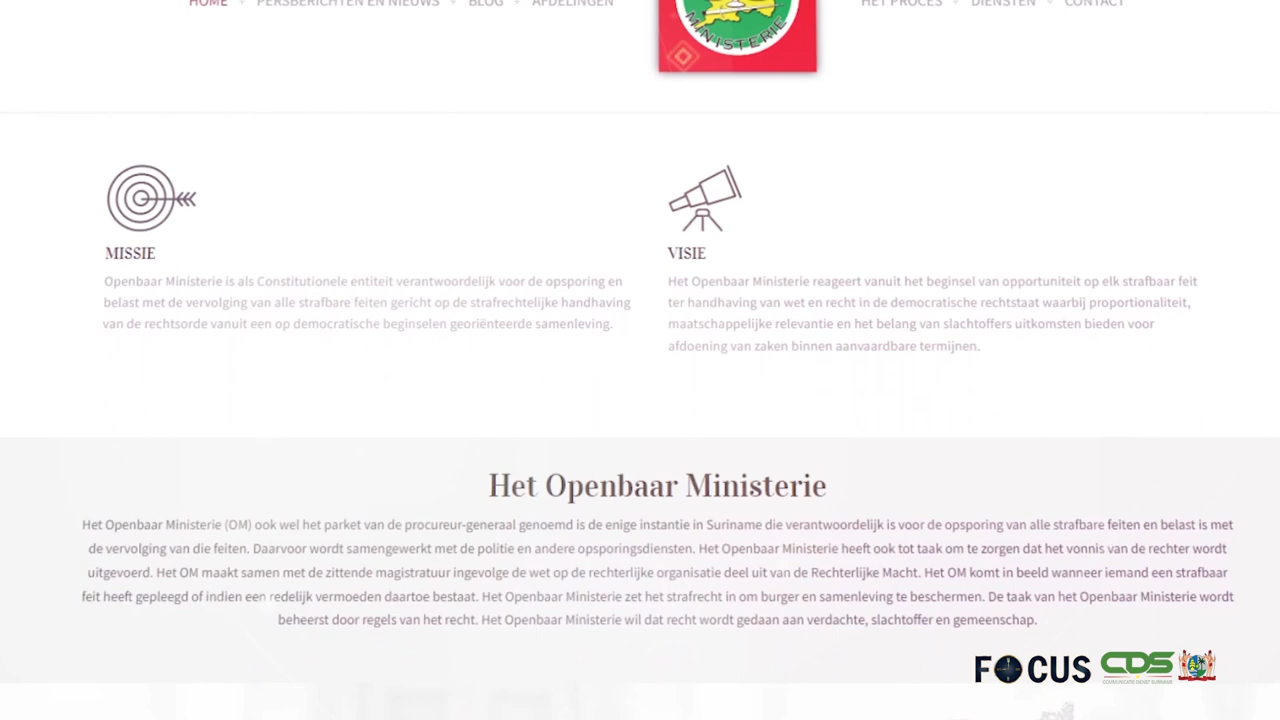 HOME
PERSBERICHTEN EN NIEUWS
BLOG
AFDELINGEN
HET PROCES
DIENSTEN
CONTACT
MINISTERIE
MISSIE
Openbaar Ministerie is als Constitutionele entiteit verantwoordelijk voor de opsporing en
belast met de vervolging van alle strafbare feiten gericht op de strafrechtelijke handhaving
van de rechtsorde vanuit een op democratische beginselen georiënteerde samenleving.
VISIE
Het Openbaar Ministerie reageert vanuit het beginsel van opportuniteit op elk strafbaar feit
ter handhaving van wet en recht in de democratische rechtstaat waarbij proportionaliteit,
maatschappelijke relevantie en het belang van slachtoffers uitkomsten bieden voor
afdoening van zaken binnen aanvaardbare termijnen.
Het Openbaar Ministerie
Het Openbaar Ministerie (OM) ook wel het parket van de procureur-generaal genoemd is de enige instantie in Suriname die verantwoordelijk is voor de opsporing van alle strafbare feiten en belast is met
de vervolging van die feiten. Daarvoor wordt samengewerkt met de politie en andere opsporingsdiensten. Het Openbaar Ministerie heeft ook tot taak om te zorgen dat het vonnis van de rechter wordt
uitgevoerd. Het OM maakt samen met de zittende magistratuur ingevolge de wet op de rechterlijke organisatie deel uit van de Rechterlijke Macht. Het OM komt in beeld wanneer iemand een strafbaar
feit heeft gepleegd of indien een redelijk vermoeden daartoe bestaat. Het Openbaar Ministerie zet het strafrecht in om burger en samenleving te beschermen. De taak van het Openbaar Ministerie wordt
beheerst door regels van het recht. Het Openbaar Ministerie wil dat recht wordt gedaan aan verdachte, slachtoffer en gemeenschap.
FOCUS
CDS
COMMUNICATIE DIENST SURINAME